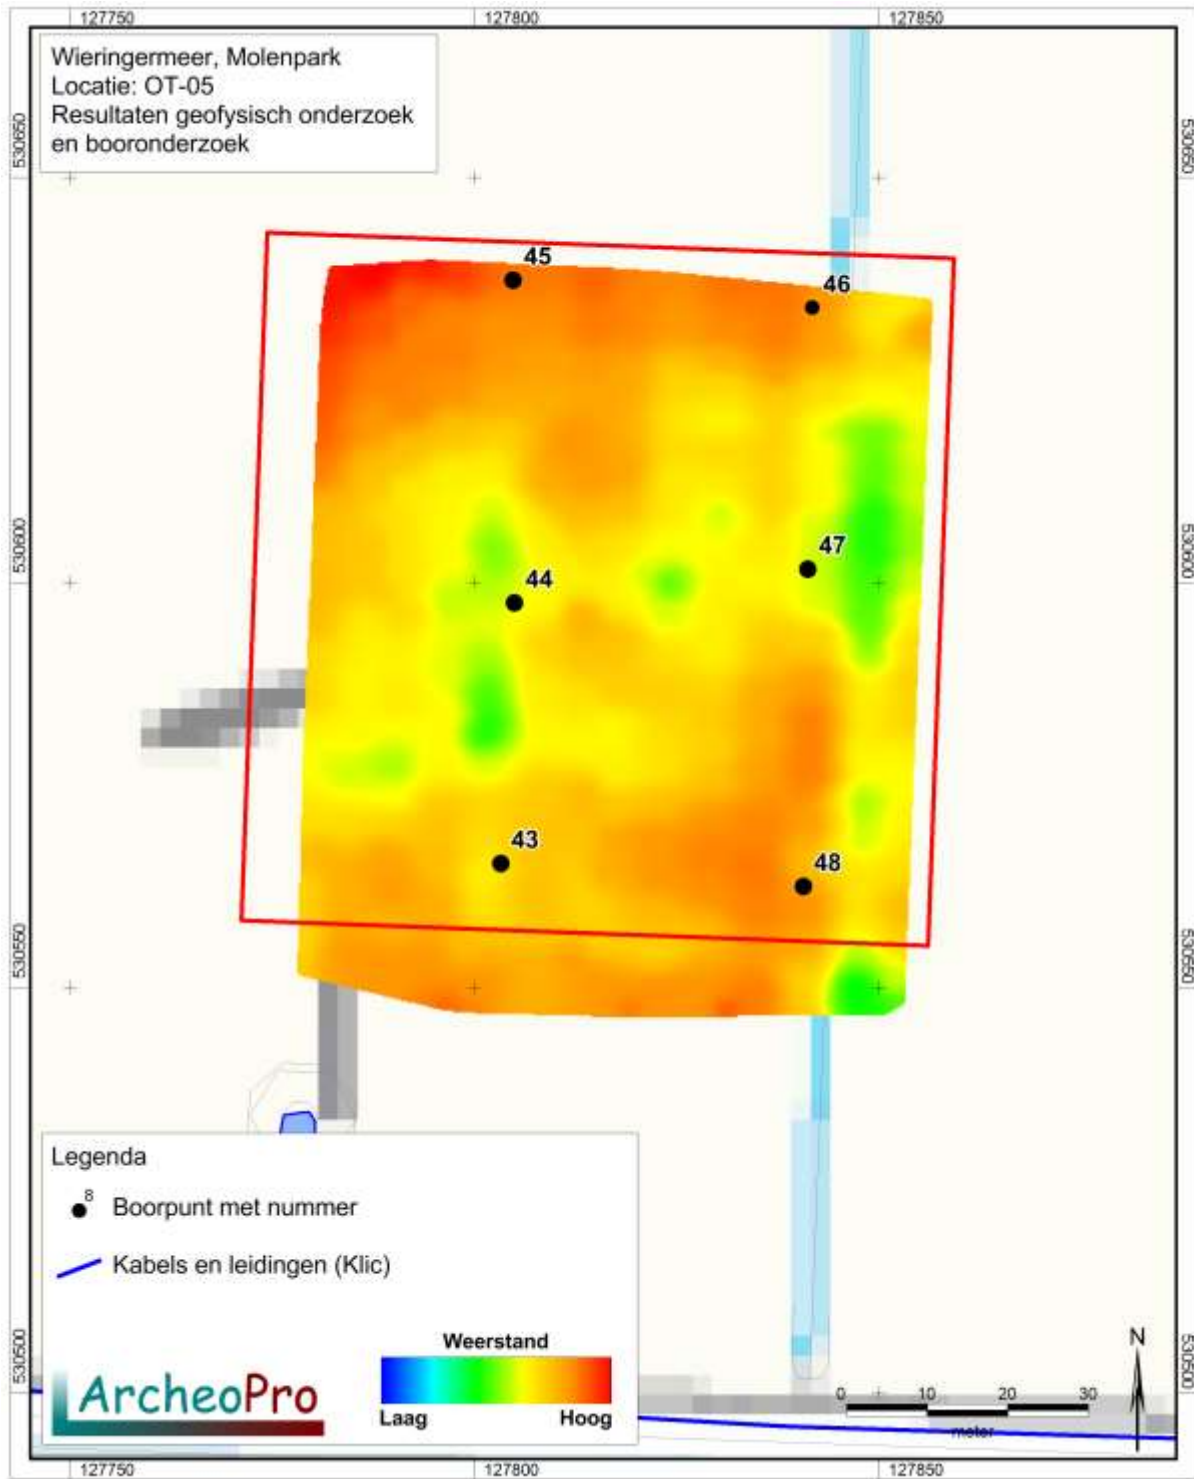 127750 127800 127850
Wieringermeer, Molenpark
Locatie: OT-05
Resultaten geofysisch onderzoek
en booronderzoek
530650 530650
45
46
47
530600 530600
44
43
48
530550 530550
Legenda
8 Boorpunt met nummer
Kabels en leidingen (Klic)
Weerstand
Laag Hoog
ArcheoPro
N
530500 530500
0 10 20 30
meter
127750 127800 127850